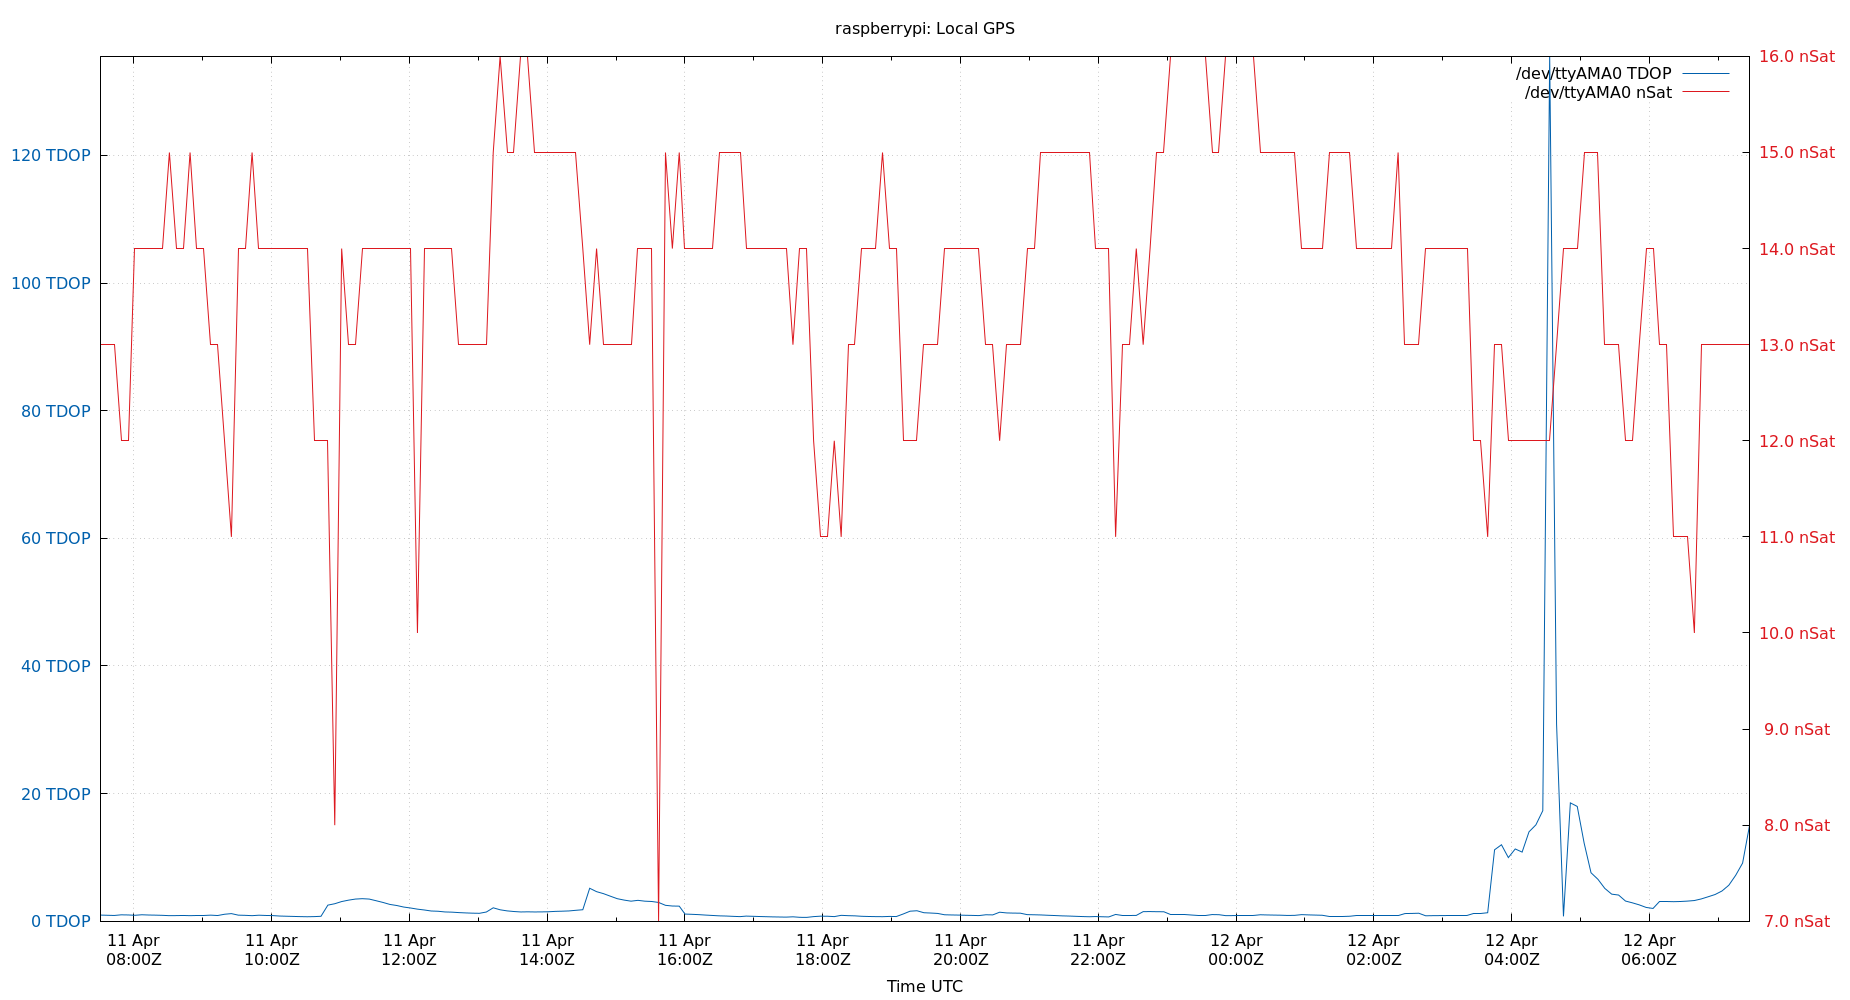 raspberrypi: Local GPS
/dev/ttyAMA0 TDOP
/dev/ttyAMA0 nSat
120 TDOP
100 TDOP
80 TDOP
60 TDOP
40 TDOP
20 TDOP
0 TDOP
16.0 nSat
15.0 nSat
14.0 nSat
13.0 nSat
12.0 nSat
11.0 nSat
10.0 nSat
9.0 nSat
8.0 nSat
7.0 nSat
11 Apr 11 Apr 11 Apr 11 Apr 11 Apr 11 Apr 11 Apr 11 Apr 12 Apr 12 Apr 12 Apr 12 Apr
08:00Z 10:00Z 12:00Z 14:00Z 16:00Z 18:00Z 20:00Z 22:00Z 00:00Z 02:00Z 04:00Z 06:00Z
Time UTC